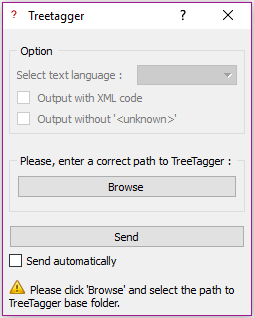 Treetagger
Option
Select text language :
Output with XML code
Output without '<unknown>'
Please, enter a correct path to TreeTagger :
Browse
Send
Send automatically
Please click 'Browse' and select the path to
TreeTagger base folder.